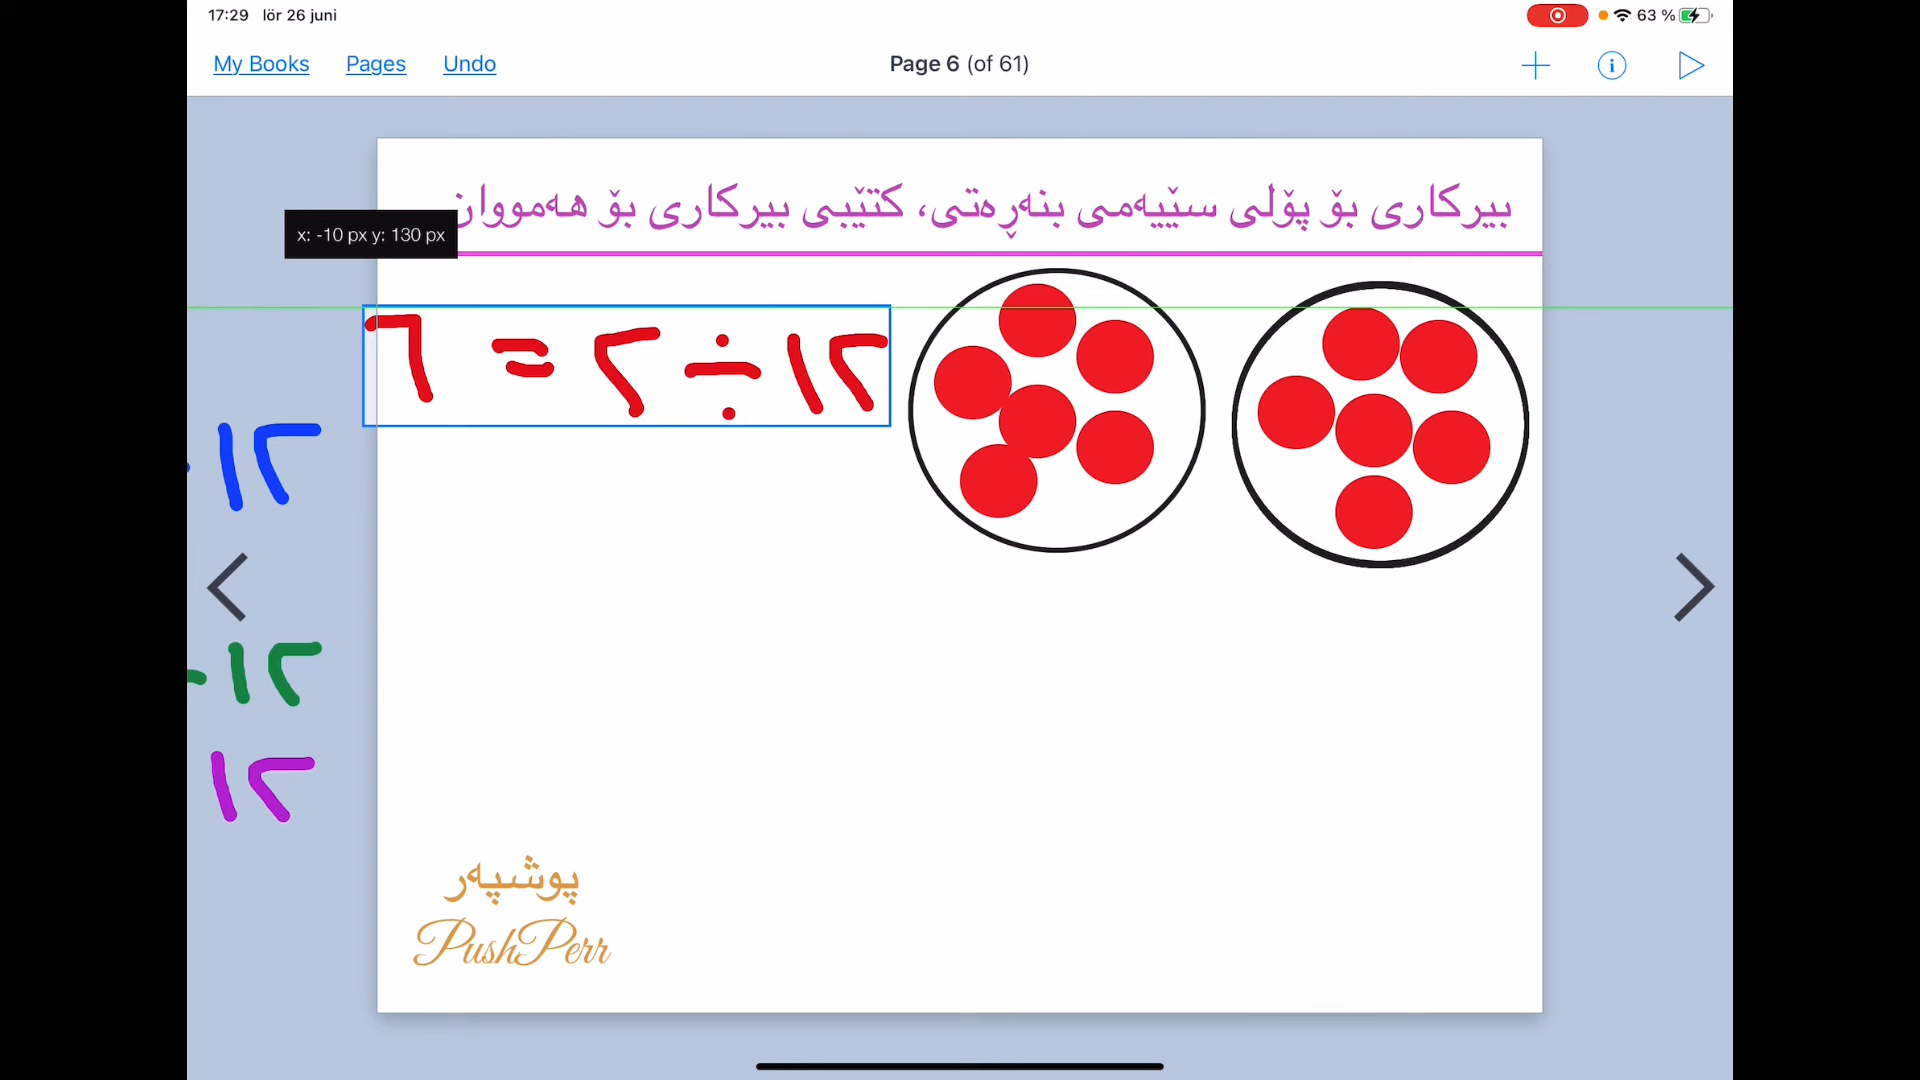 17:29 lör 26 juni 63 %
My Books Pages Undo Page 6 (of 61)
بیرکاری بۆ پۆلی سێیەمی بنەڕەتی، کتێبی بیرکاری بۆ هەمووان
x: -10 px y: 130 px
٦ = ٢ ÷ ١٢
١٢
١٢
١٢
پوشپەر
PushPerr